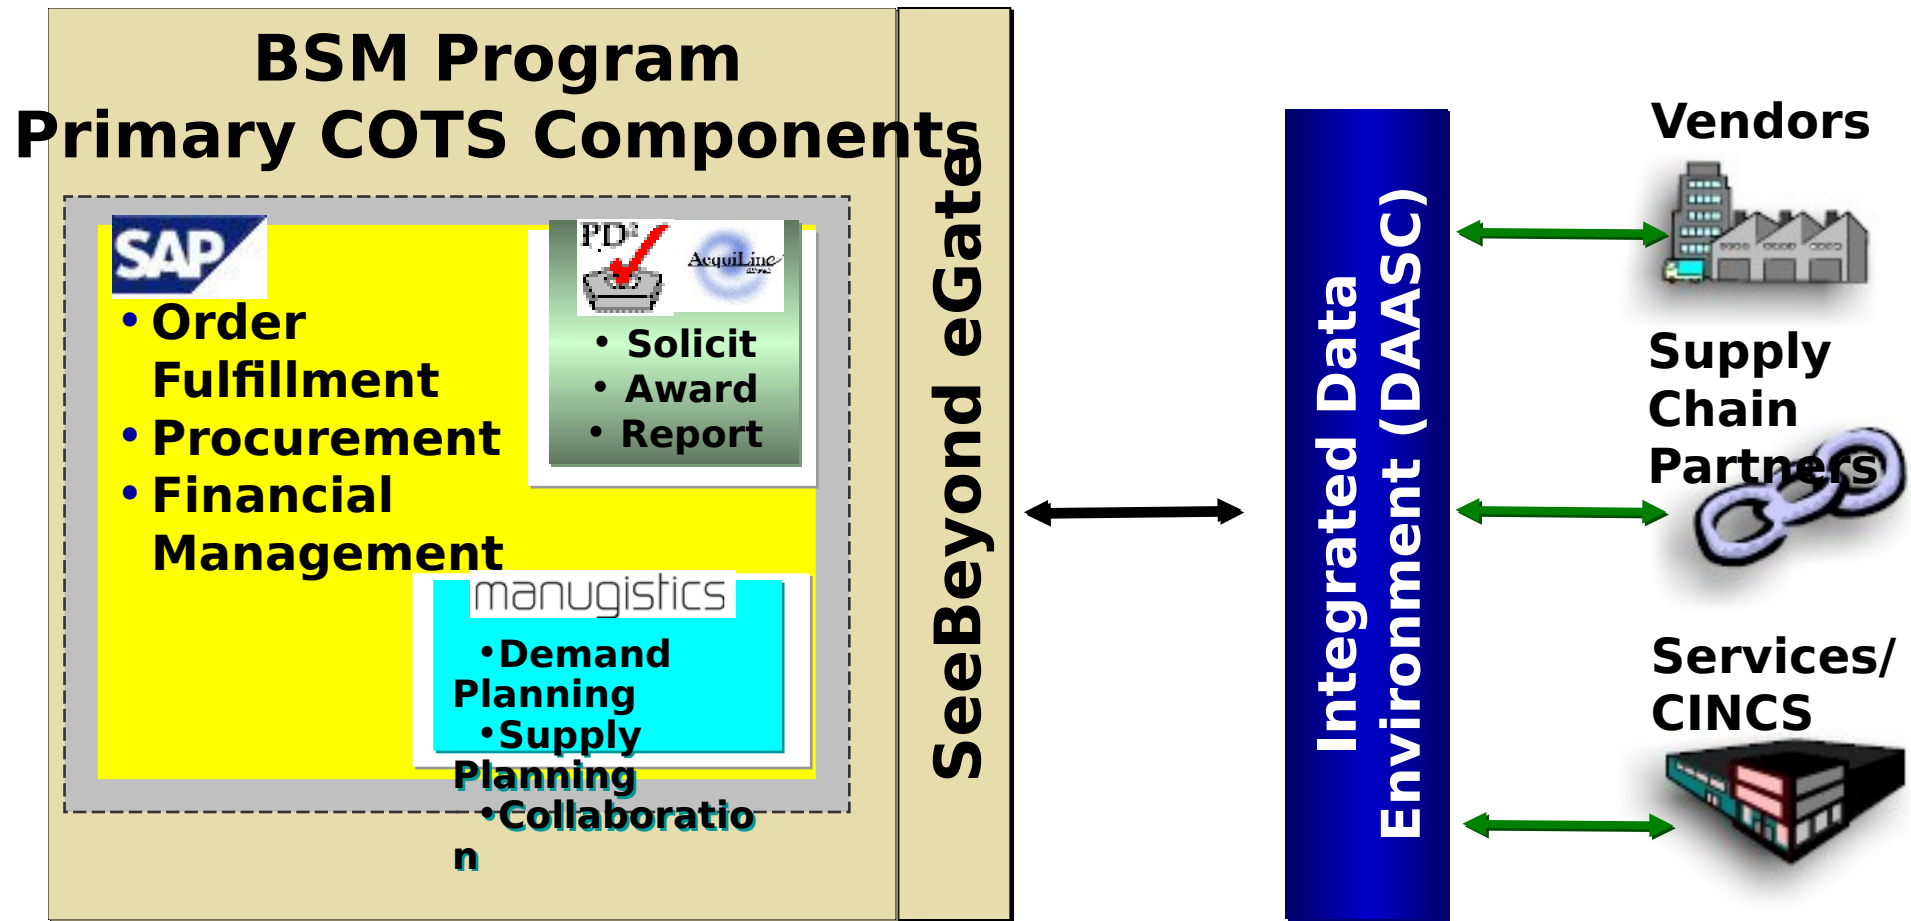 BSM Program
Primary COTS Components
SAP
• Order
Fulfillment
• Procurement
• Financial
Management
PD²
AcquiLine
• Solicit
• Award
• Report
manugistics
•Demand
Planning
•Supply
Planning
•Collaboratio
n
SeeBeyond eGate
Integrated Data
Environment (DAASC)
Vendors
Supply
Chain
Partners
Services/
CINCS